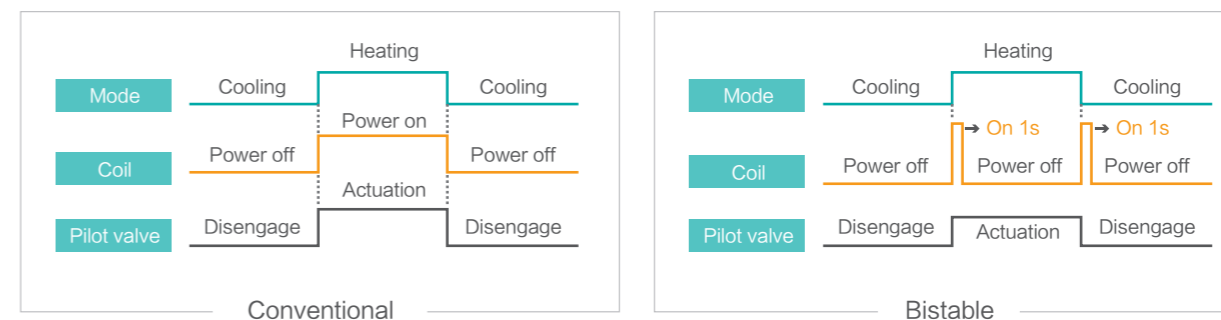 Heating
Mode Cooling Cooling
Power on
Coil Power off Power off
Actuation
Pilot valve Disengage Disengage
Conventional
Heating
Mode Cooling Cooling
➔ On 1s ➔ On 1s
Coil Power off Power off Power off
Pilot valve Disengage Actuation Disengage
Bistable